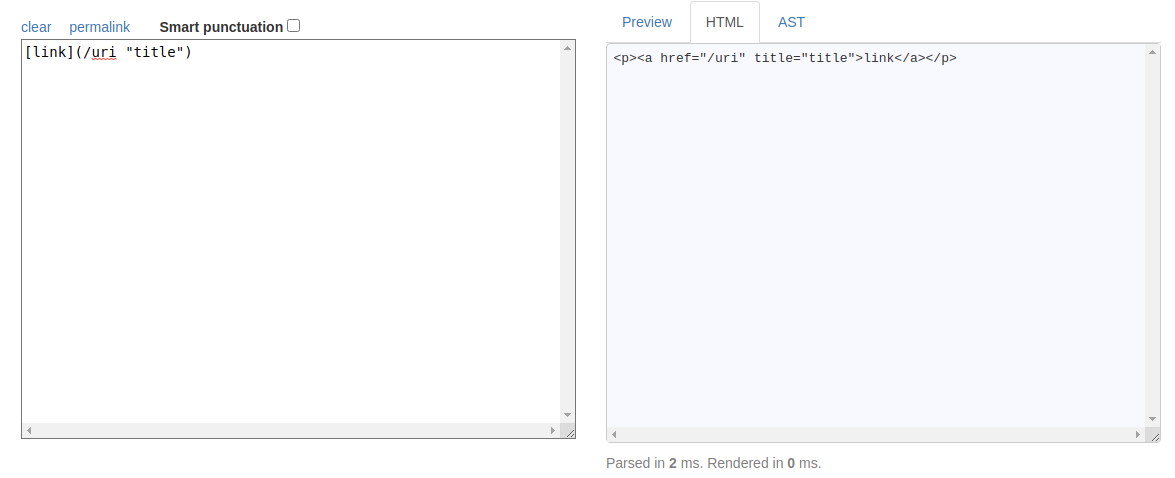 clear permalink Smart punctuation
[link](/uri "title")
Preview HTML AST
<p><a href="/uri" title="title">link</a></p>
Parsed in 2 ms. Rendered in 0 ms.